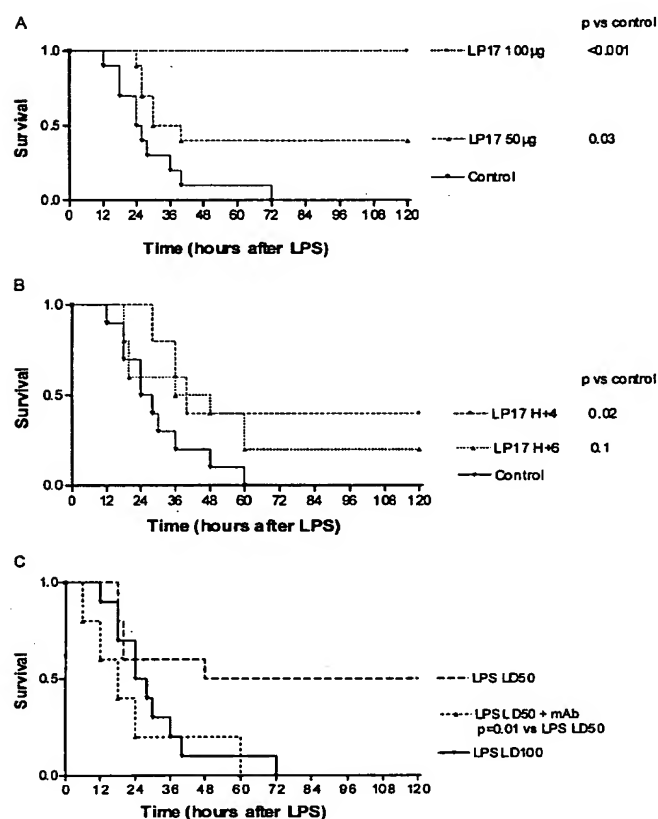 A
p vs control
1.0
LP17 100µg <0.001
Survival
0.5
LP17 50µg 0.03
Control
0.0
0 12 24 36 48 60 72 84 96 108 120
Time (hours after LPS)
B
p vs control
1.0
Survival
0.5
LP17 H+4 0.02
LP17 H+6 0.1
Control
0.0
0 12 24 36 48 60 72 84 96 108 120
Time (hours after LPS)
C
1.0
LPS LD50
Survival
0.5
LPS LD50 + mAb
p=0.01 vs LPS LD50
LPS LD100
0.0
0 12 24 36 48 60 72 84 96 108 120
Time (hours after LPS)